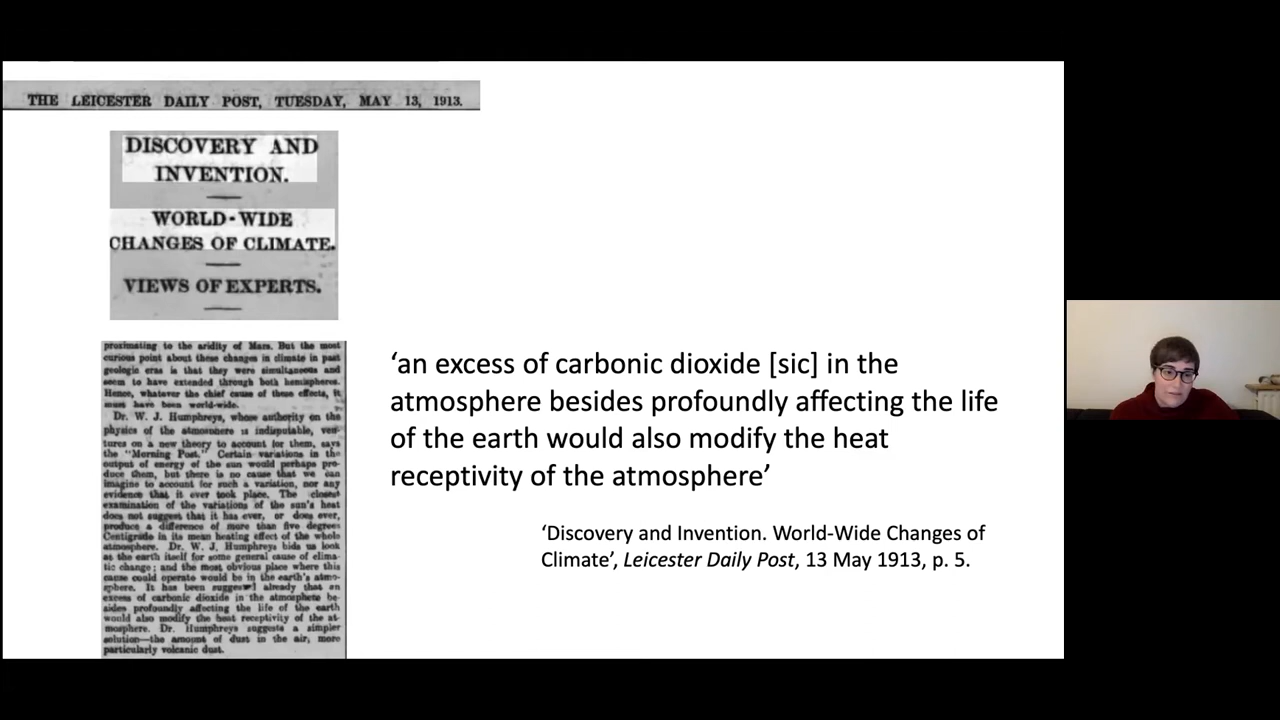 THE LEICESTER DAILY POST, TUESDAY, MAY 13, 1913.
DISCOVERY AND
INVENTION.
WORLD-WIDE
CHANGES OF CLIMATE.
VIEWS OF EXPERTS.
proximating to the aridity of Mars. But the most
curious point about these changes in climate in past
geologic eras is that they were simultaneous and
seem to have extended through both hemispheres.
Hence, whatever the chief cause of these effects, it
must have been world-wide.
Dr. W. J. Humphreys, whose authority on the
physics of the atmosphere is indisputable, ven-
tures on a new theory to account for them, says
the "Morning Post." Certain variations in the
output of energy of the sun would perhaps pro-
duce them, but there is no cause that we can
imagine to account for such a variation, nor any
evidence that it ever took place. The closest
examination of the variations of the sun's heat
does not suggest that it has ever, or does ever,
produce a difference of more than five degrees
Centigrade in its mean heating effect of the whole
atmosphere. Dr. W. J. Humphreys bids us look
at the earth itself for some general cause of clima-
tic change; and the most obvious place where this
cause could operate would be in the earth's atmo-
sphere. It has been suggested already that an
excess of carbonic dioxide in the atmosphere be-
sides profoundly affecting the life of the earth
would also modify the heat receptivity of the at-
mosphere. Dr. Humphreys suggests a simpler
solution—the amount of dust in the air, more
particularly volcanic dust.
‘an excess of carbonic dioxide [sic] in the
atmosphere besides profoundly affecting the life
of the earth would also modify the heat
receptivity of the atmosphere’
‘Discovery and Invention. World-Wide Changes of
Climate’, Leicester Daily Post, 13 May 1913, p. 5.